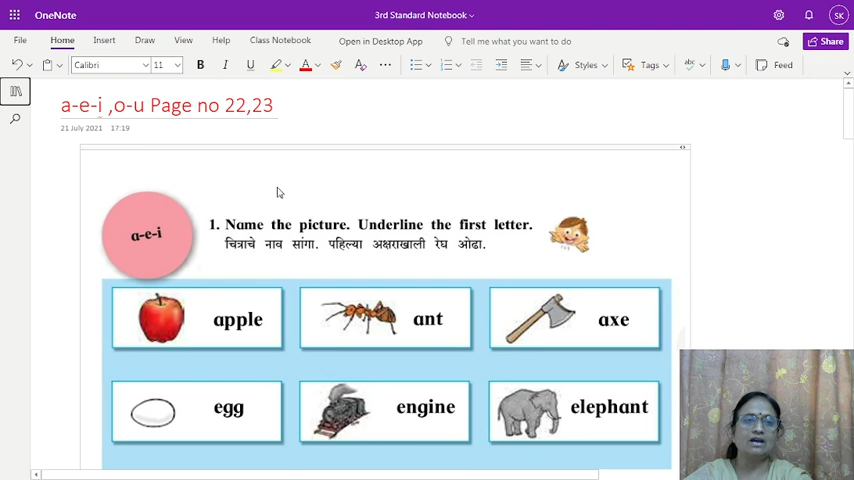 OneNote
3rd Standard Notebook
SK
File Home Insert Draw View Help Class Notebook Open in Desktop App Tell me what you want to do Share
Calibri 11 B I U A Styles Tags abc Feed
a-e-i ,o-u Page no 22,23
21 July 2021 17:19
a-e-i
1. Name the picture. Underline the first letter.
चित्राचे नाव सांगा. पहिल्या अक्षराखाली रेघ ओढा.
apple ant axe
egg engine elephant